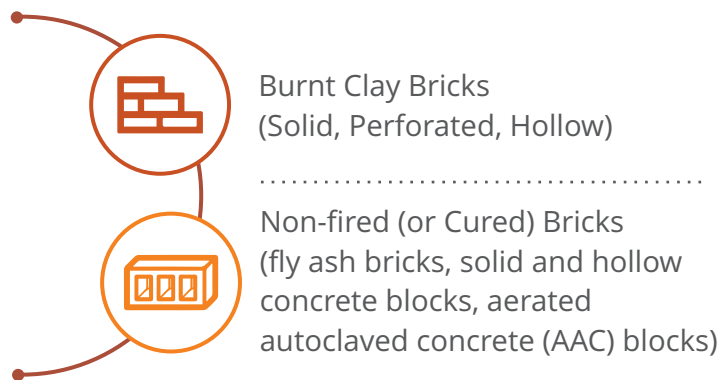 Burnt Clay Bricks
(Solid, Perforated, Hollow)
Non-fired (or Cured) Bricks
(fly ash bricks, solid and hollow
concrete blocks, aerated
autoclaved concrete (AAC) blocks)